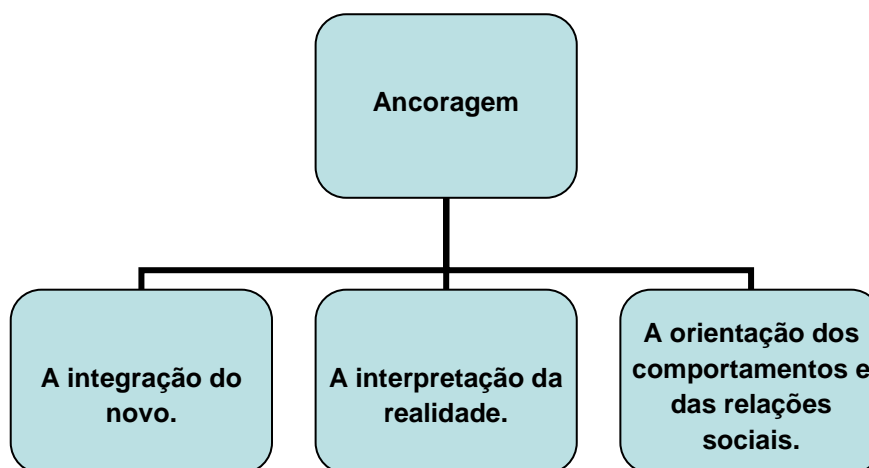 Ancoragem
A integração do
novo.
A interpretação da
realidade.
A orientação dos
comportamentos e
das relações
sociais.